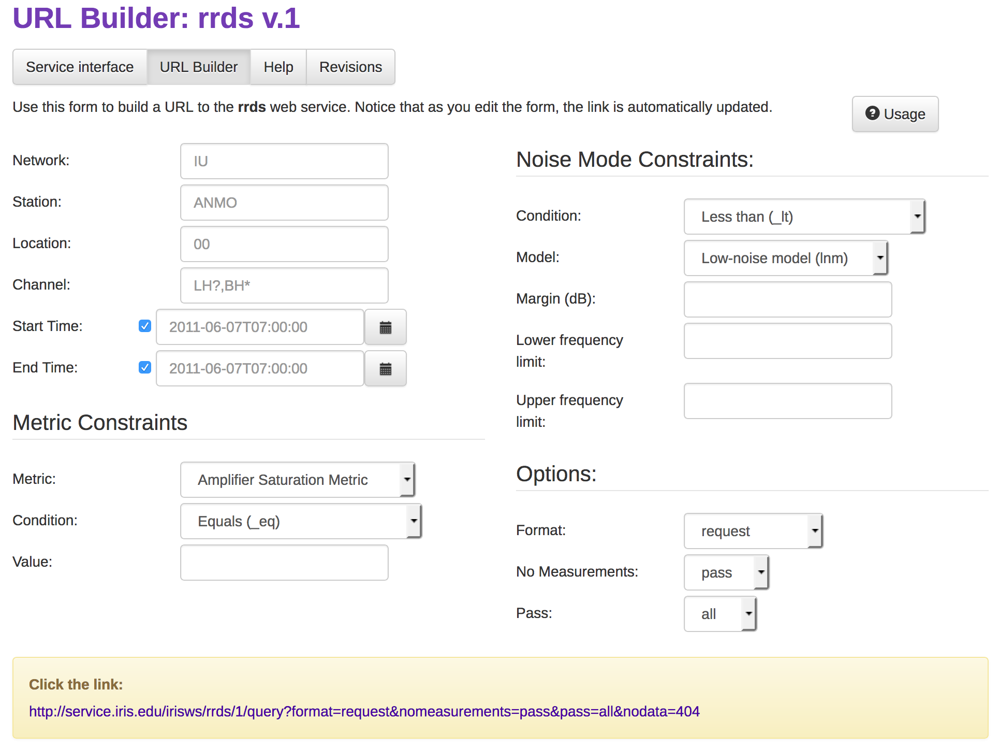 URL Builder: rrds v.1
Service interface
URL Builder
Help
Revisions
Use this form to build a URL to the rrds web service. Notice that as you edit the form, the link is automatically updated.
Usage
Network:
IU
Station:
ANMO
Location:
00
Channel:
LH?,BH*
Start Time:
2011-06-07T07:00:00
End Time:
2011-06-07T07:00:00
Metric Constraints
Metric:
Amplifier Saturation Metric
Condition:
Equals (_eq)
Value:
Noise Mode Constraints:
Condition:
Less than (_lt)
Model:
Low-noise model (lnm)
Margin (dB):
Lower frequency
limit:
Upper frequency
limit:
Options:
Format:
request
No Measurements:
pass
Pass:
all
Click the link:
http://service.iris.edu/irisws/rrds/1/query?format=request&nomeasurements=pass&pass=all&nodata=404